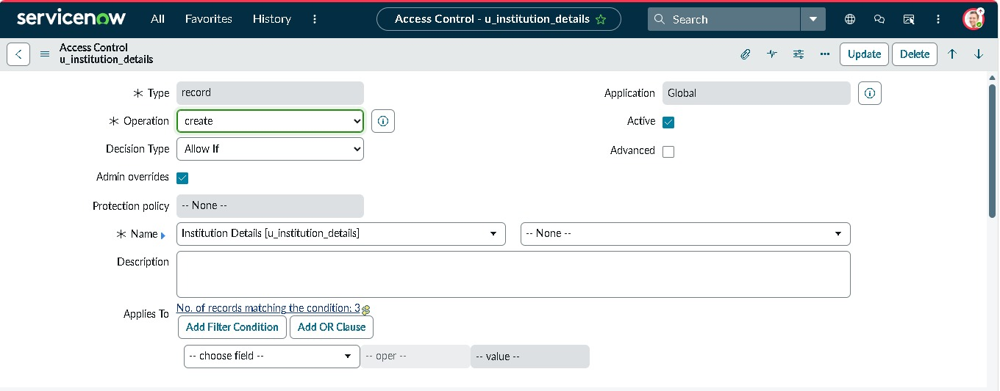 servicenow All Favorites History Access Control - u_institution_details Search
Access Control
u_institution_details
Update Delete
Type record Application Global
Operation create Active
Decision Type Allow If Advanced
Admin overrides
Protection policy -- None --
Name Institution Details [u_institution_details] -- None --
Description
Applies To No. of records matching the condition: 3
Add Filter Condition Add OR Clause
-- choose field -- -- oper -- -- value --